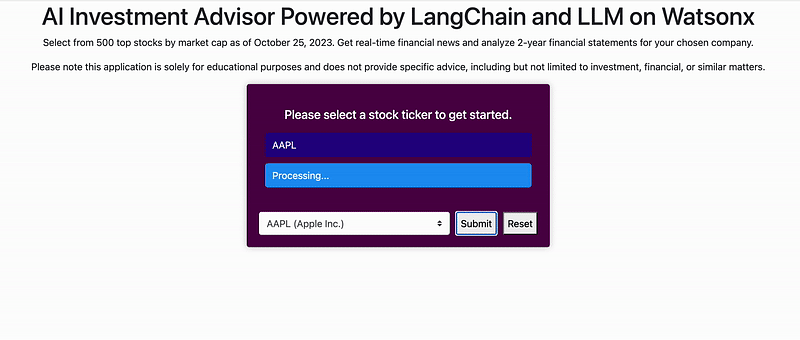 AI Investment Advisor Powered by LangChain and LLM on Watsonx
Select from 500 top stocks by market cap as of October 25, 2023. Get real-time financial news and analyze 2-year financial statements for your chosen company.
Please note this application is solely for educational purposes and does not provide specific advice, including but not limited to investment, financial, or similar matters.
Please select a stock ticker to get started.
AAPL
Processing...
AAPL (Apple Inc.) Submit Reset